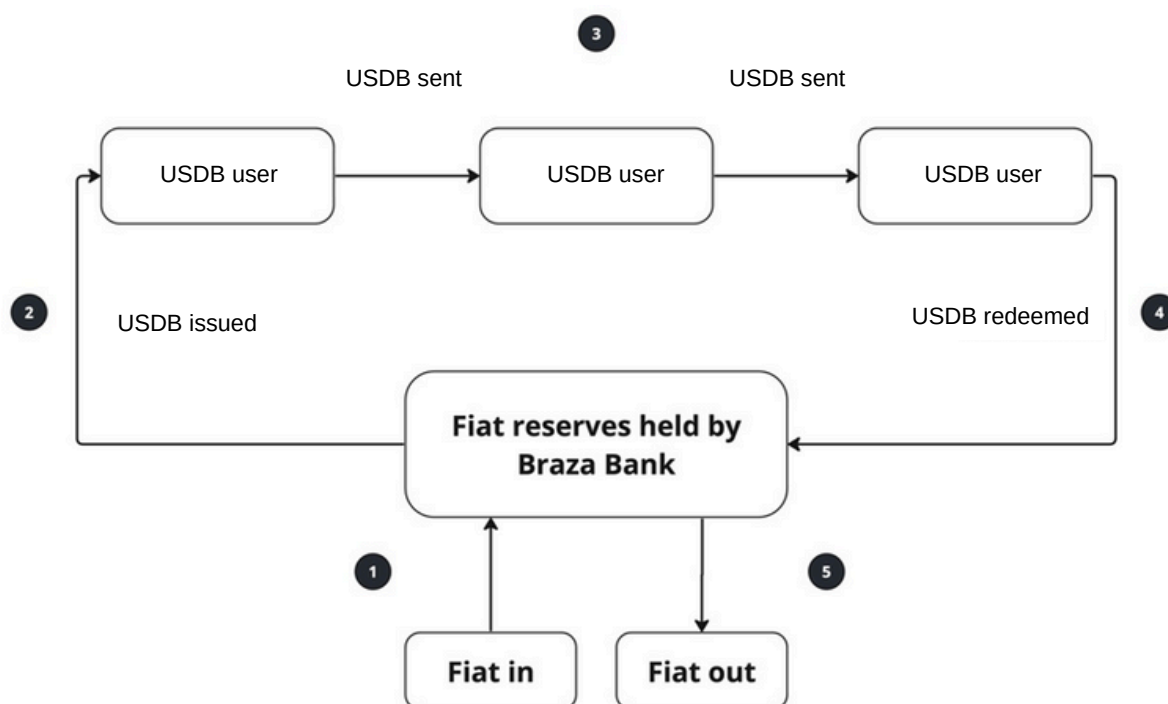 3
USDB sent
USDB sent
USDB user
USDB user
USDB user
2
USDB issued
USDB redeemed
4
Fiat reserves held by
Braza Bank
1
5
Fiat in
Fiat out